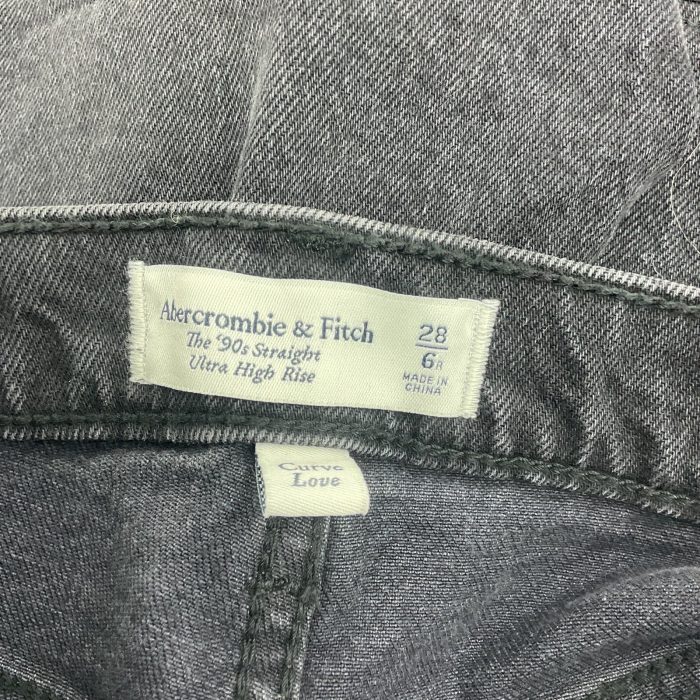 Abercrombie & Fitch
The '90s Straight
Ultra High Rise
28
6R
MADE IN
CHINA
Curve
Love